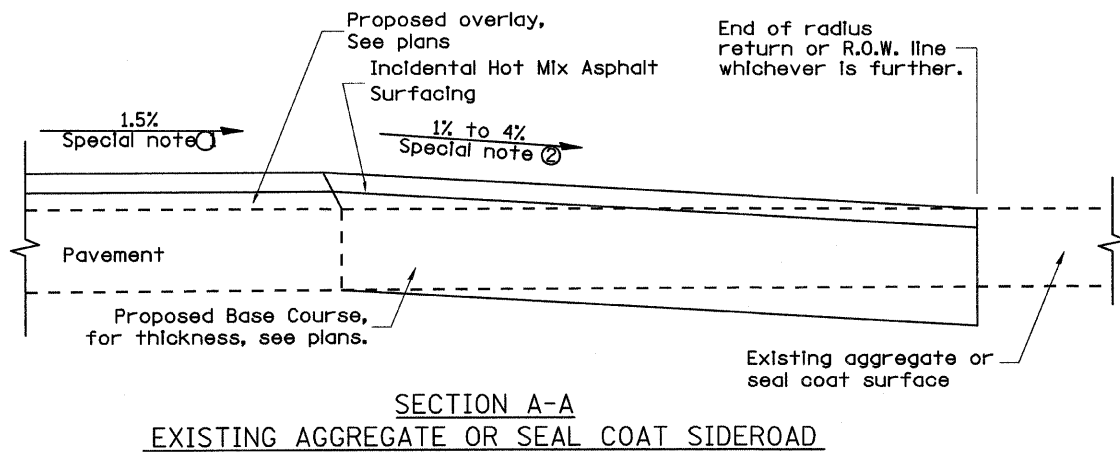 Proposed overlay,
See plans
End of radius
return or R.O.W. line
whichever is further.
Incidental Hot Mix Asphalt
Surfacing
1.5%
Special note ①
1% to 4%
Special note ②
Pavement
Proposed Base Course,
for thickness, see plans.
Existing aggregate or
seal coat surface
SECTION A-A
EXISTING AGGREGATE OR SEAL COAT SIDEROAD